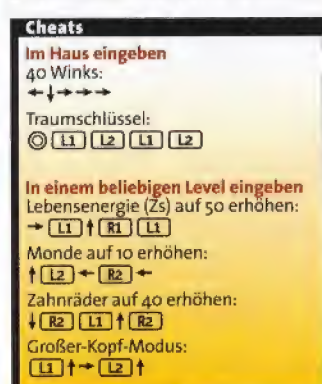 Cheats
Im Haus eingeben
40 Winks:
←↓→→→
Traumschlüssel:
◎ L1 L2 L1 L2
In einem beliebigen Level eingeben
Lebensenergie (Zs) auf 50 erhöhen:
→ L1 ↑ R1 L1
Monde auf 10 erhöhen:
↑ L2 ← R2 ←
Zahnräder auf 40 erhöhen:
↓ R2 L1 ↑ R2
Großer-Kopf-Modus:
L1 ↑ → L2 ↑